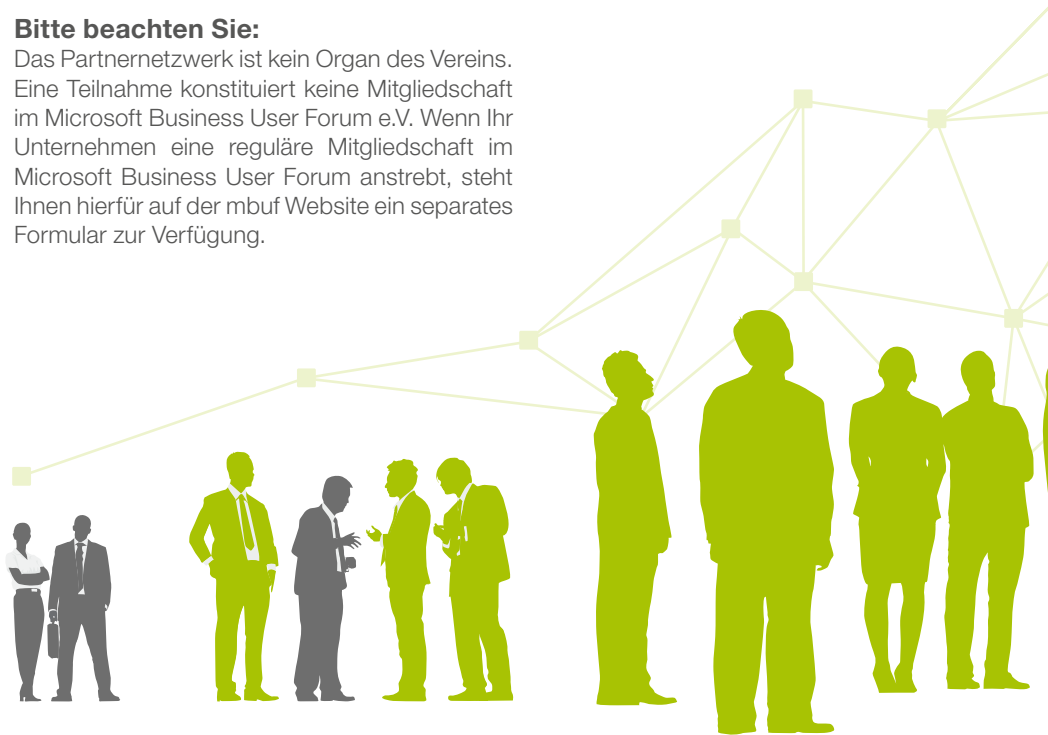 Bitte beachten Sie:
Das Partnernetzwerk ist kein Organ des Vereins.
Eine Teilnahme konstituiert keine Mitgliedschaft
im Microsoft Business User Forum e.V. Wenn Ihr
Unternehmen eine reguläre Mitgliedschaft im
Microsoft Business User Forum anstrebt, steht
Ihnen hierfür auf der mbuf Website ein separates
Formular zur Verfügung.